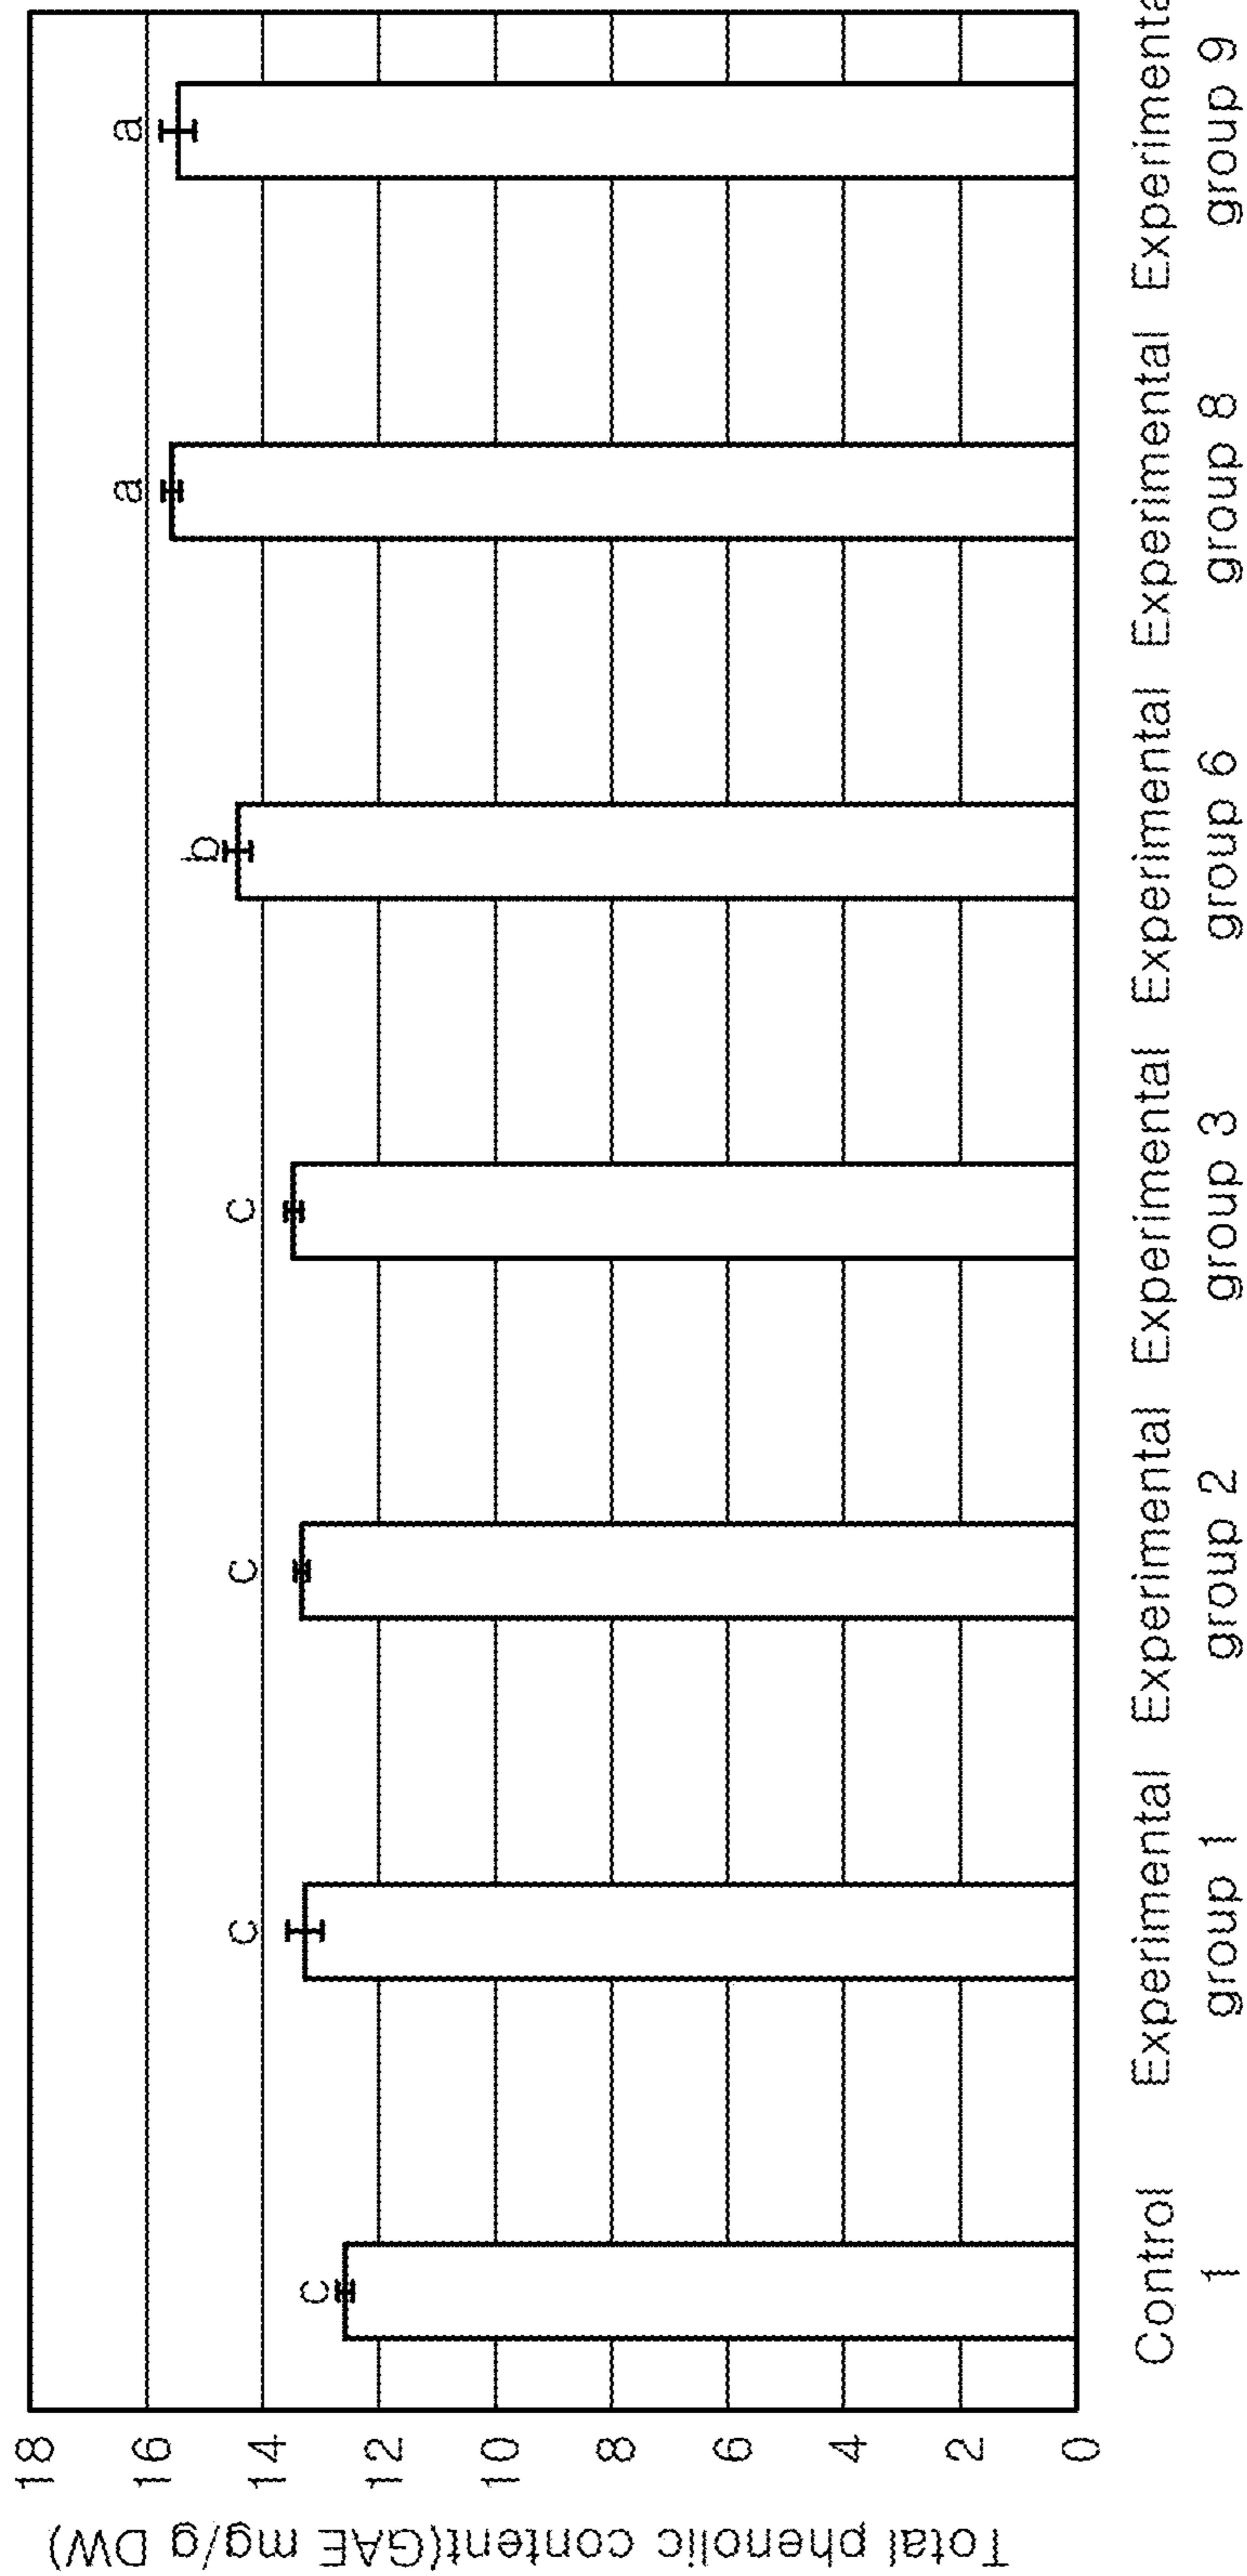 Total phenolic content(GAE mg/g DW)
18
16
14
12
10
8
6
4
2
0
c
c
c
c
b
a
a
Control
1
Experimental
group 1
Experimental
group 2
Experimental
group 3
Experimental
group 6
Experimental
group 8
Experimenta
group 9